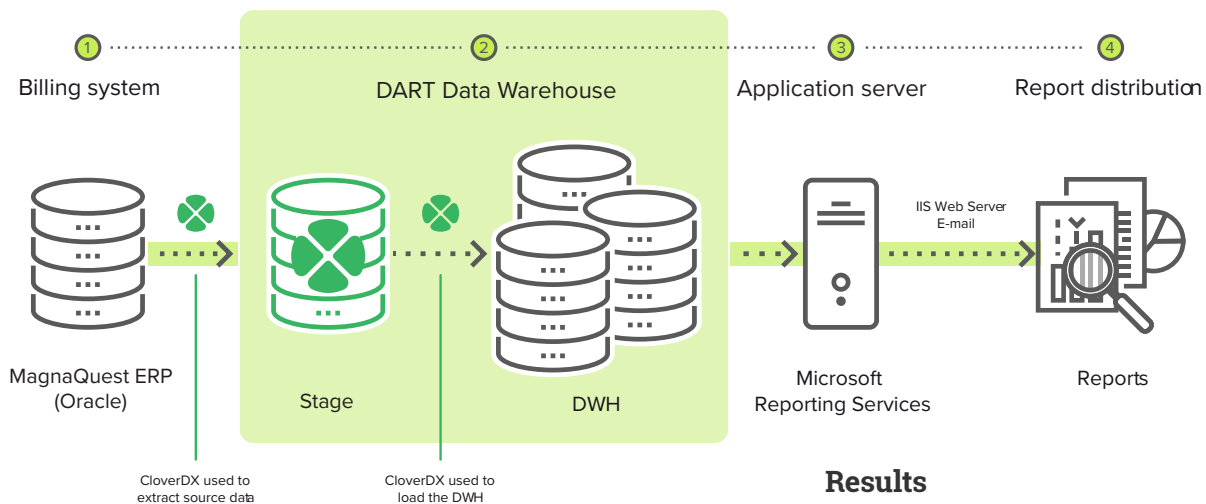 1
2
3
4
Billing system
DART Data Warehouse
Application server
Report distribution
IIS Web Server
E-mail
MagnaQuest ERP
(Oracle)
Stage
DWH
Microsoft
Reporting Services
Reports
CloverDX used to
extract source data
CloverDX used to
load the DWH
Results